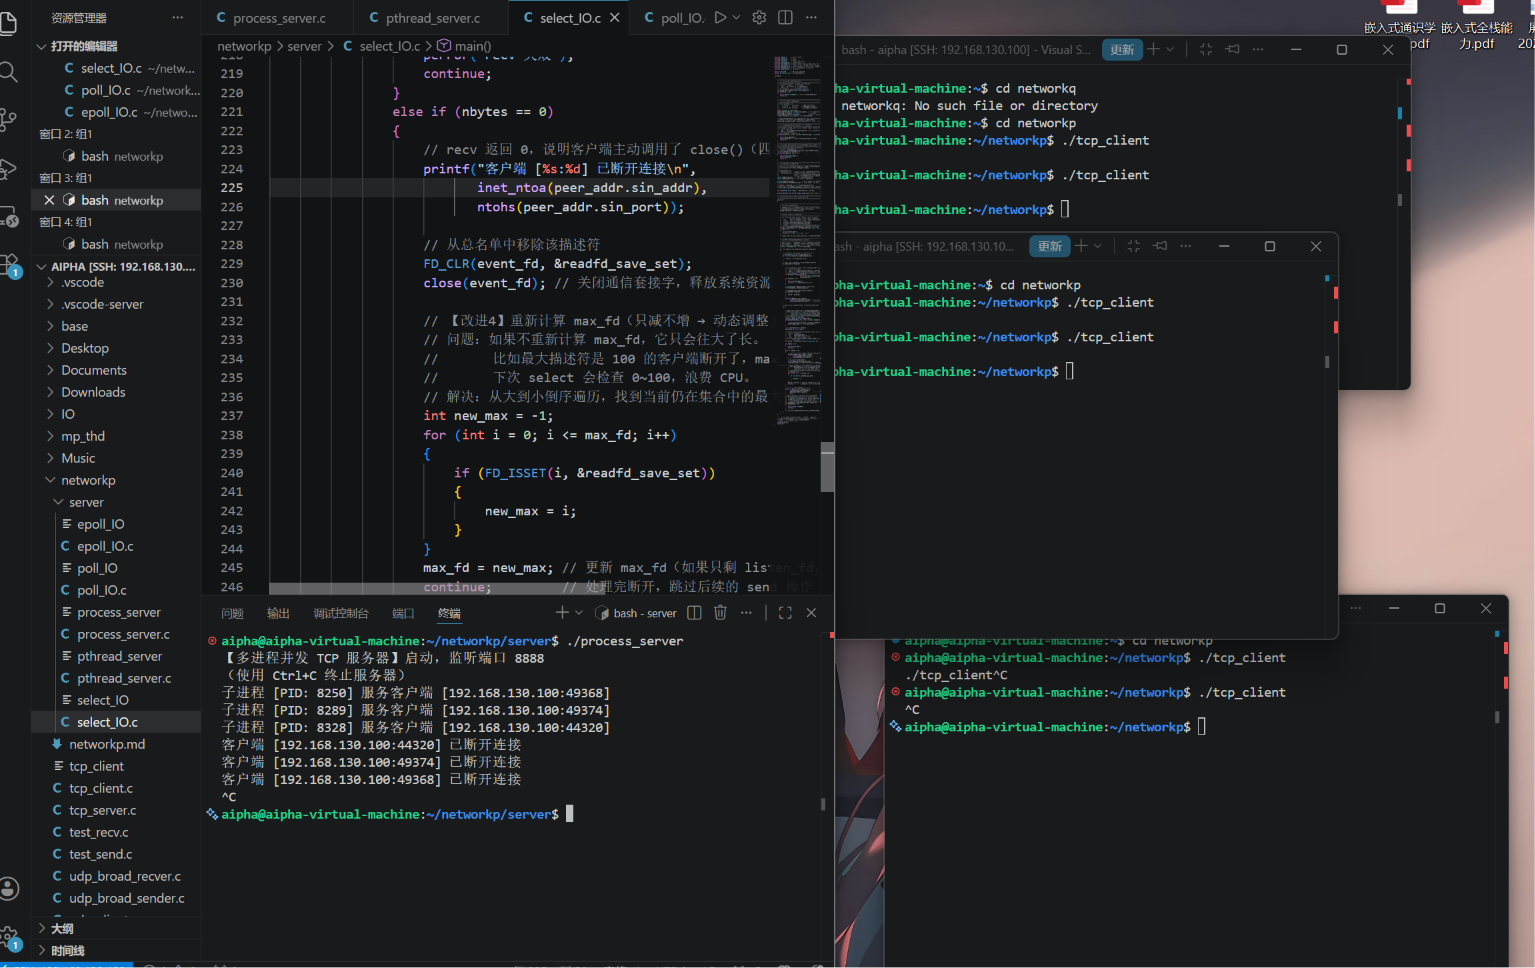 资源管理器
打开的编辑器
select_IO.c ~/netw...
poll_IO.c ~/network...
epoll_IO.c ~/netwo...
窗口 2: 组1
bash networkp
窗口 3: 组1
bash networkp
窗口 4: 组1
bash networkp
AIPHA [SSH: 192.168.130....
.vscode
.vscode-server
base
Desktop
Documents
Downloads
IO
mp_thd
Music
networkp
server
epoll_IO
epoll_IO.c
poll_IO
poll_IO.c
process_server
process_server.c
pthread_server
pthread_server.c
select_IO
select_IO.c
networkp.md
tcp_client
tcp_client.c
tcp_server.c
test_recv.c
test_send.c
udp_broad_recver.c
udp_broad_sender.c
大纲
时间线
1
1
process_server.c
pthread_server.c
select_IO.c
poll_IO.
networkp > server > C select_IO.c > main()
219 continue;
220 }
221 else if (nbytes == 0)
222 {
223 // recv 返回 0，说明客户端主动调用了 close()（匹
224 printf("客户端 [%s:%d] 已断开连接\n",
225 inet_ntoa(peer_addr.sin_addr),
226 ntohs(peer_addr.sin_port));
227
228 // 从总名单中移除该描述符
229 FD_CLR(event_fd, &readfd_save_set);
230 close(event_fd); // 关闭通信套接字，释放系统资源
231
232 // 【改进4】重新计算 max_fd（只减不增 → 动态调整
233 // 问题：如果不重新计算 max_fd，它只会往大了长。
234 // 比如最大描述符是 100 的客户端断开了，max
235 // 下次 select 会检查 0~100，浪费 CPU。
236 // 解决：从大到小倒序遍历，找到当前仍在集合中的最大
237 int new_max = -1;
238 for (int i = 0; i <= max_fd; i++)
239 {
240 if (FD_ISSET(i, &readfd_save_set))
241 {
242 new_max = i;
243 }
244 }
245 max_fd = new_max; // 更新 max_fd（如果只剩 listen_fd,
246 continue; // 处理完断开，跳过后续的 send 操作
问题 输出 调试控制台 端口 终端 bash - server
aipha@aipha-virtual-machine:~/networkp/server$ ./process_server
【多进程并发 TCP 服务器】启动，监听端口 8888
（使用 Ctrl+C 终止服务器）
子进程 [PID: 8250] 服务客户端 [192.168.130.100:49368]
子进程 [PID: 8289] 服务客户端 [192.168.130.100:49374]
子进程 [PID: 8328] 服务客户端 [192.168.130.100:44320]
客户端 [192.168.130.100:44320] 已断开连接
客户端 [192.168.130.100:49374] 已断开连接
客户端 [192.168.130.100:49368] 已断开连接
^C
aipha@aipha-virtual-machine:~/networkp/server$
嵌入式通识学
pdf
嵌入式全栈能
力.pdf
202
bash - aipha [SSH: 192.168.130.100] - Visual S... 更新
ha-virtual-machine:~$ cd networkq
networkq: No such file or directory
ha-virtual-machine:~$ cd networkp
ha-virtual-machine:~/networkp$ ./tcp_client
ha-virtual-machine:~/networkp$ ./tcp_client
ha-virtual-machine:~/networkp$
ash - aipha [SSH: 192.168.130.10... 更新
pha-virtual-machine:~$ cd networkp
pha-virtual-machine:~/networkp$ ./tcp_client
pha-virtual-machine:~/networkp$ ./tcp_client
pha-virtual-machine:~/networkp$
aipha@aipha-virtual-machine:~$ cd networkp
aipha@aipha-virtual-machine:~/networkp$ ./tcp_client
./tcp_client^C
aipha@aipha-virtual-machine:~/networkp$ ./tcp_client
^C
aipha@aipha-virtual-machine:~/networkp$